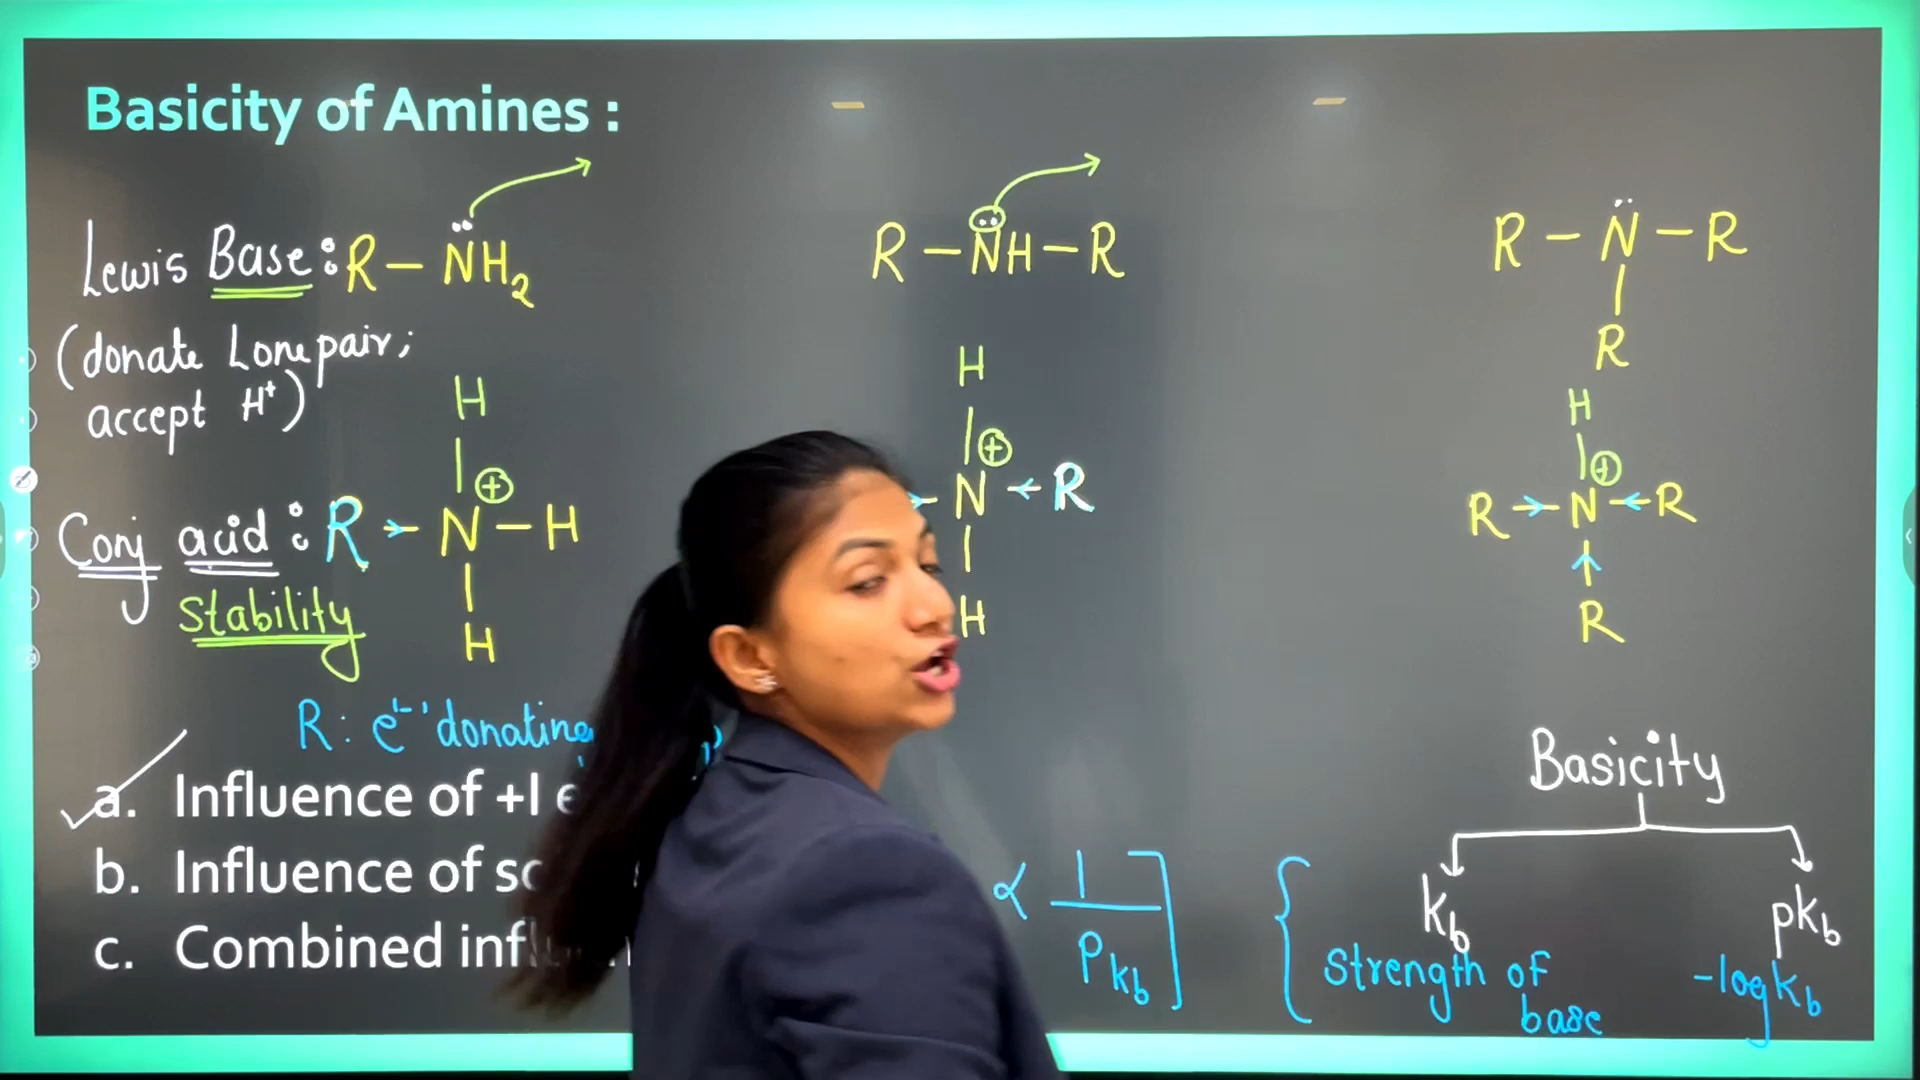 Basicity of Amines :
Lewis Base : R – N̈H₂
R – N̈H – R
R – N̈ – R
R
(donate Lone pair;
accept H⁺)
H
H
H
Conj acid : R N ⊕ – H
N ⊕ R
R N ⊕ R
Stability
H
H
R
R: e⁻ donating
a. Influence of +I
b. Influence of
c. Combined
∝ 1
Pkb ]
Basicity
kb
pkb
Strength of
base
-log kb